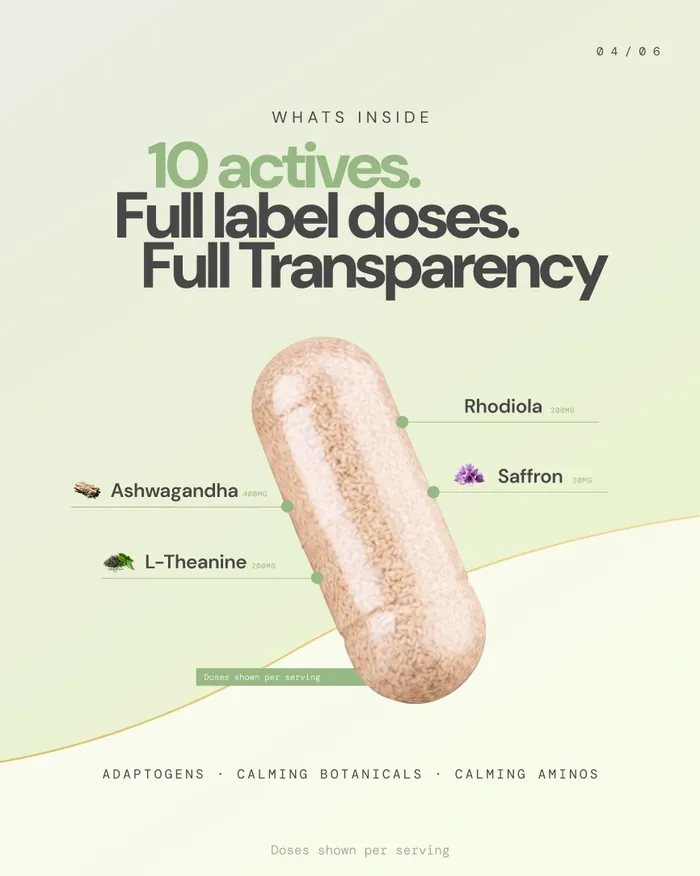 04/06
WHATS INSIDE
10 actives.
Full label doses.
Full Transparency
Rhodiola 200MG
Saffron 30MG
Ashwagandha 400MG
L-Theanine 200MG
Doses shown per serving
ADAPTOGENS · CALMING BOTANICALS · CALMING AMINOS
Doses shown per serving